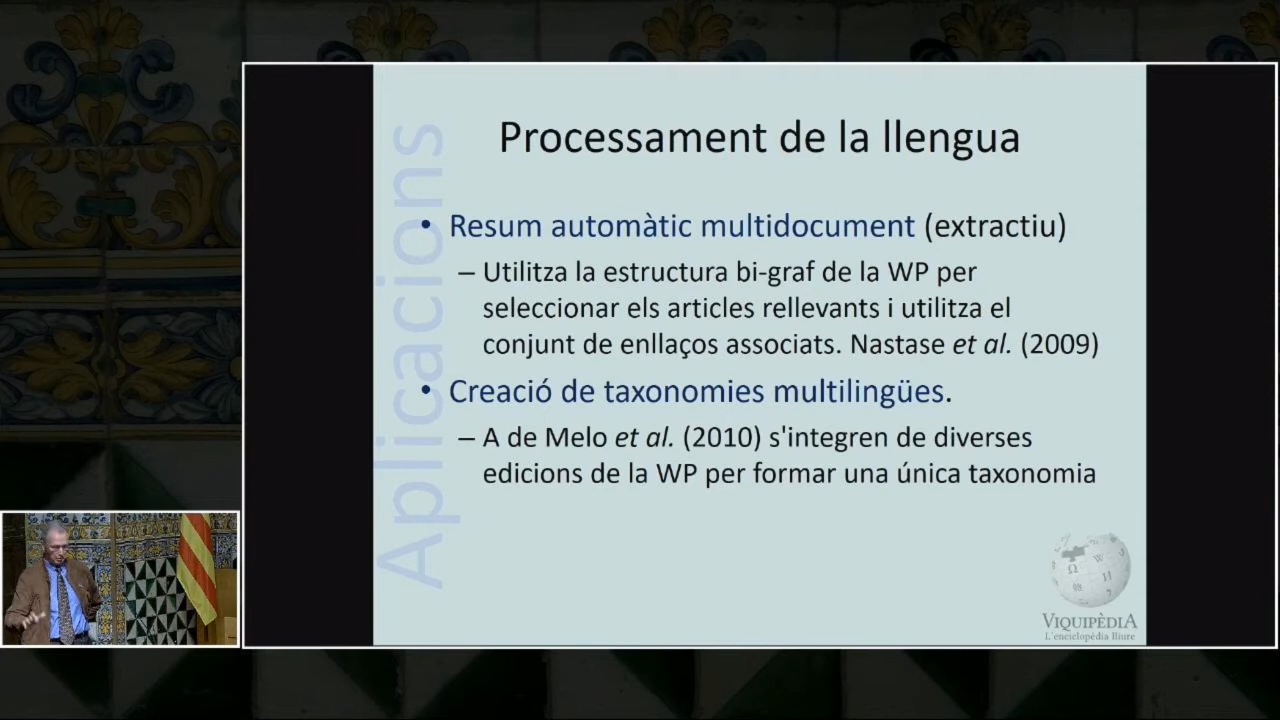 Aplicacions
Processament de la llengua
• Resum automàtic multidocument (extractiu)
– Utilitza la estructura bi-graf de la WP per
seleccionar els articles rellevants i utilitza el
conjunt de enllaços associats. Nastase et al. (2009)
• Creació de taxonomies multilingües.
– A de Melo et al. (2010) s'integren de diverses
edicions de la WP per formar una única taxonomia
VIQUIPÈDIA
L'enciclopèdia lliure